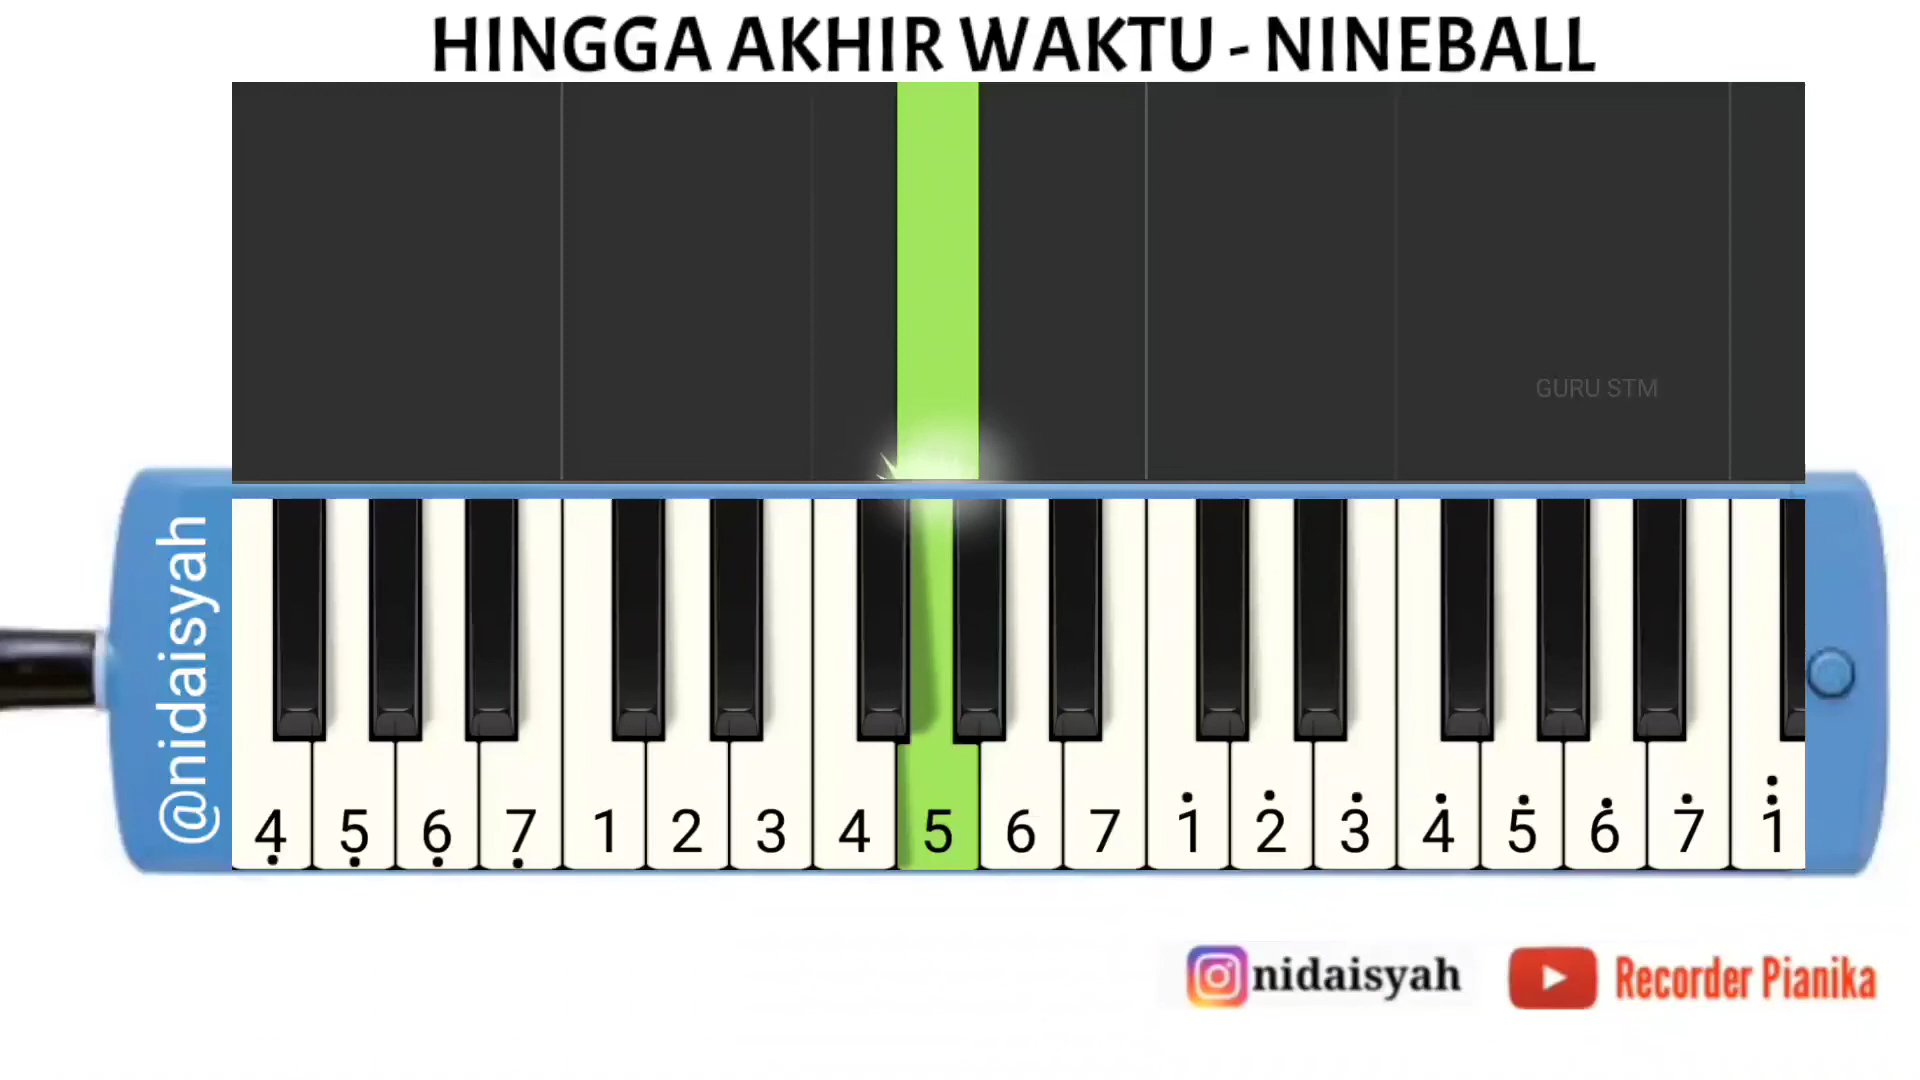 HINGGA AKHIR WAKTU - NINEBALL
GURU STM
@nidaisyah
4̣ 5̣ 6̣ 7̣ 1 2 3 4 5 6 7 1̇ 2̇ 3̇ 4̇ 5̇ 6̇ 7̇ 1̈
nidaisyah
Recorder Pianika